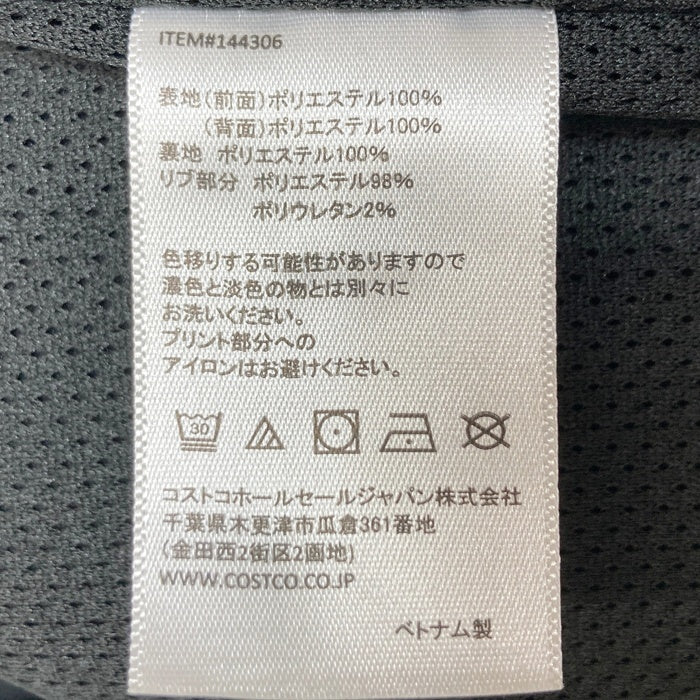 ITEM#144306
表地(前面)ポリエステル100%
(背面)ポリエステル100%
裏地 ポリエステル100%
リブ部分 ポリエステル98%
ポリウレタン2%
色移りする可能性がありますので
濃色と淡色の物とは別々に
お洗いください。
プリント部分への
アイロンはお避けください。
30
コストコホールセールジャパン株式会社
千葉県木更津市瓜倉361番地
(金田西2街区2画地)
WWW.COSTCO.CO.JP
ベトナム製